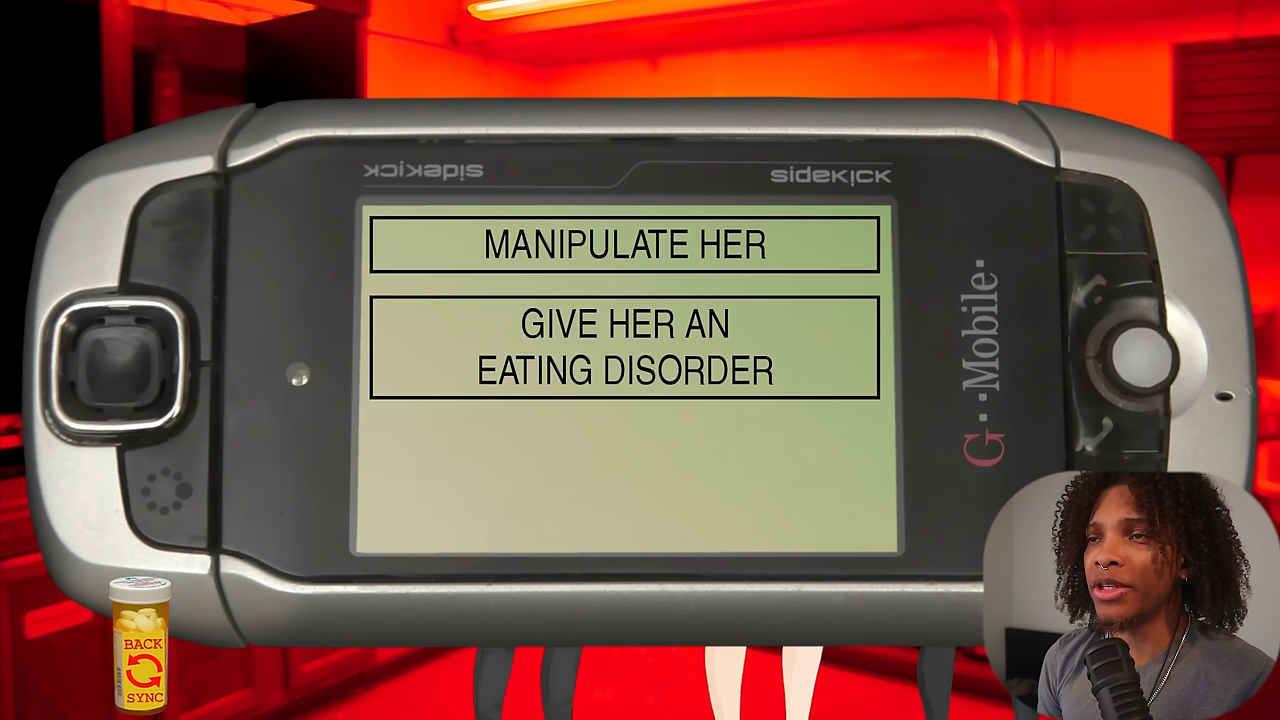 sidekick
sidekick
MANIPULATE HER
GIVE HER AN
EATING DISORDER
G··Mobile·
BACK
SYNC